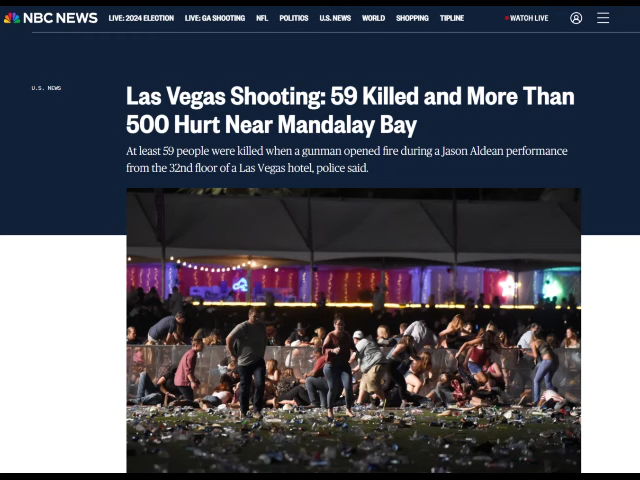 NBC NEWS LIVE: 2024 ELECTION LIVE: GA SHOOTING NFL POLITICS U.S. NEWS WORLD SHOPPING TIPLINE WATCH LIVE
U.S. NEWS
Las Vegas Shooting: 59 Killed and More Than
500 Hurt Near Mandalay Bay
At least 59 people were killed when a gunman opened fire during a Jason Aldean performance
from the 32nd floor of a Las Vegas hotel, police said.